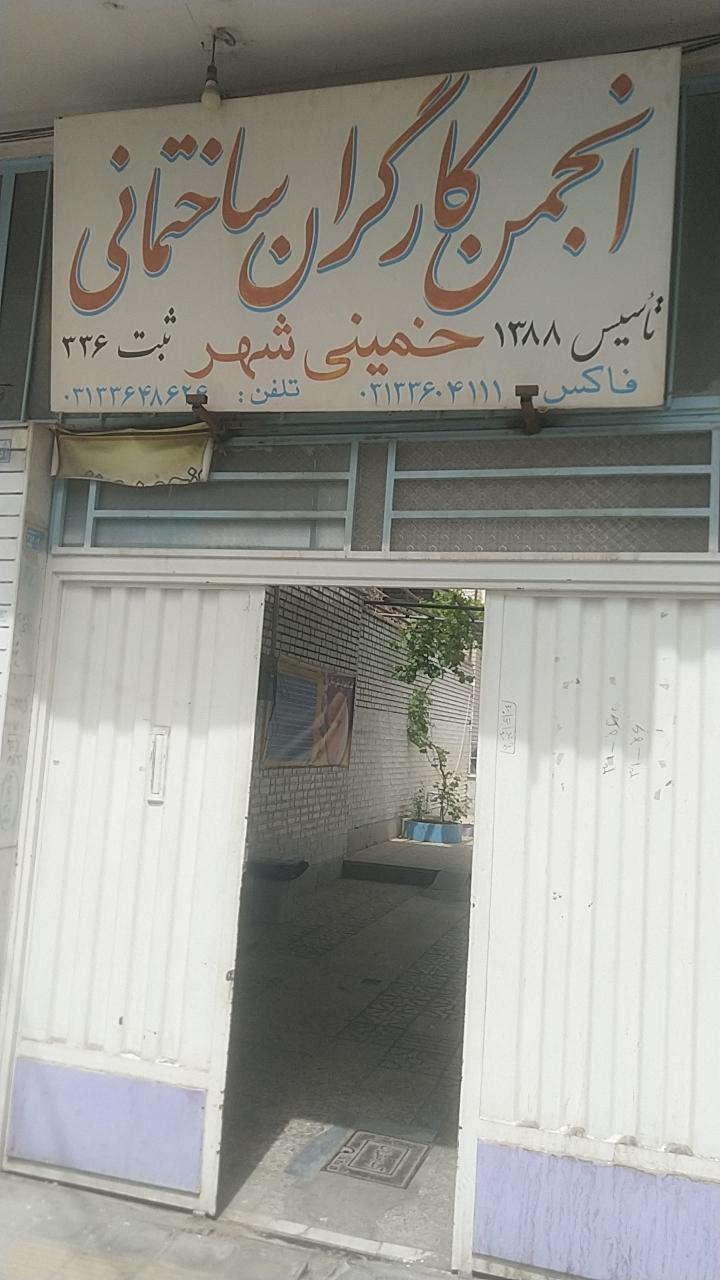 انجمن کارگران ساختمانی
تأسیس ۱۳۸۸ خمینی شهر ثبت ۳۳۶
فاکس ۰۳۱۳۳۶۰۴۱۱۱ تلفن: ۰۳۱۳۳۶۴۸۶۲۶